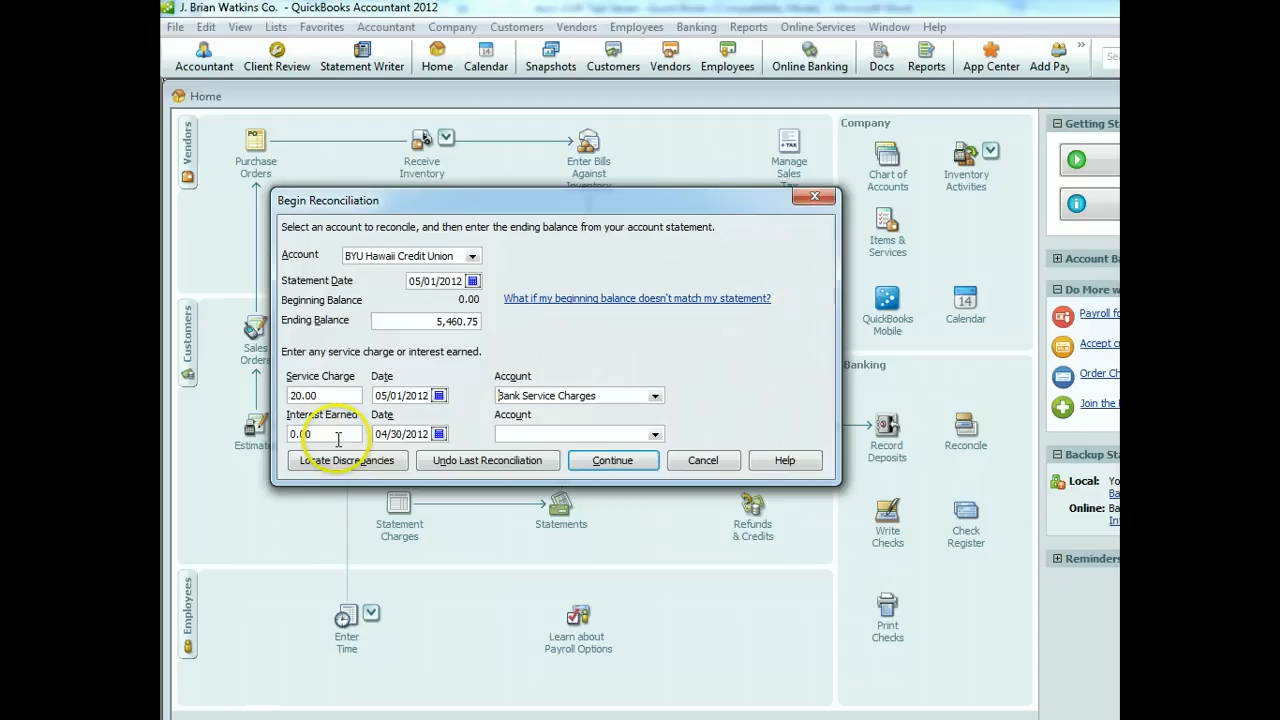 J. Brian Watkins Co. - QuickBooks Accountant 2012
File Edit View Lists Favorites Accountant Company Customers Vendors Employees Banking Reports Online Services Window Help
Accountant Client Review Statement Writer Home Calendar Snapshots Customers Vendors Employees Online Banking Docs Reports App Center Add Pay
Home
Vendors
PO
Purchase
Orders
Receive
Inventory
Enter Bills
Against
Inventory
TAX
Manage
Sales
Tax
Company
Chart of
Accounts
Inventory
Activities
Items &
Services
QuickBooks
Mobile
14
Calendar
Getting St
Account Ba
Do More w
Payroll fo
Accept c
Order Ch
Join the
Begin Reconciliation
Select an account to reconcile, and then enter the ending balance from your account statement.
Account BYU Hawaii Credit Union
Statement Date 05/01/2012
Beginning Balance 0.00 What if my beginning balance doesn't match my statement?
Ending Balance 5,460.75
Enter any service charge or interest earned.
Service Charge Date Account
20.00 05/01/2012 Bank Service Charges
Interest Earned Date Account
0.00 04/30/2012
Locate Discrepancies Undo Last Reconciliation Continue Cancel Help
Customers
Sales
Orders
Estimat
Statement
Charges
Statements
Refunds
& Credits
Banking
Record
Deposits
Reconcile
Write
Checks
Check
Register
Print
Checks
Backup Sta
Local: Yo
Ba
Online: Ba
Int
Reminders
Employees
Enter
Time
Learn about
Payroll Options